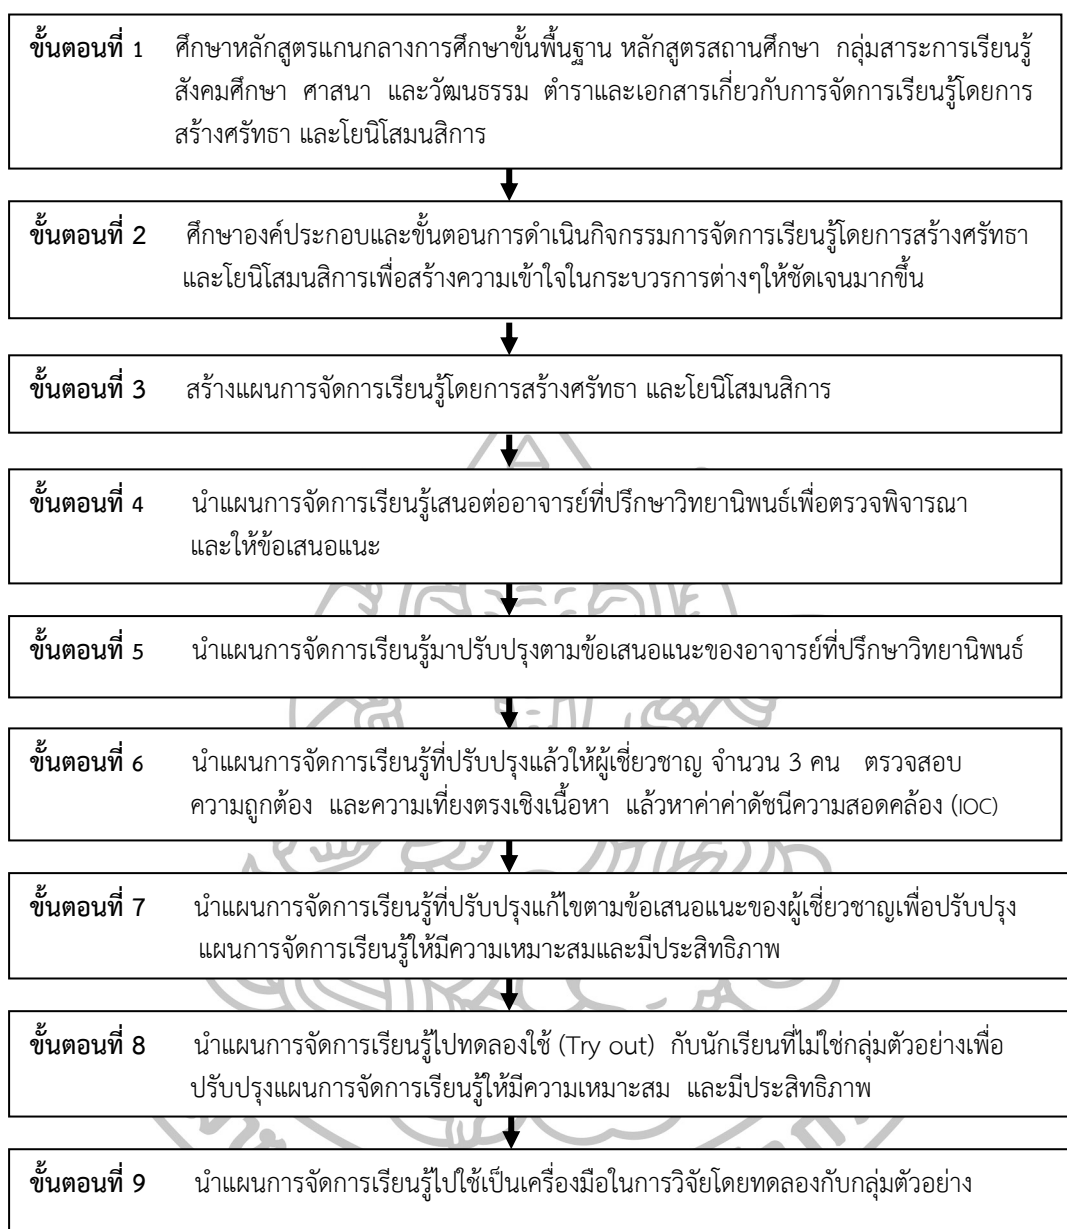 ขั้นตอนที่ 1 ศึกษาหลักสูตรแกนกลางการศึกษาขั้นพื้นฐาน หลักสูตรสถานศึกษา กลุ่มสาระการเรียนรู้
สังคมศึกษา ศาสนา และวัฒนธรรม ตำราและเอกสารเกี่ยวกับการจัดการเรียนรู้โดยการ
สร้างศรัทธา และโยนิโสมนสิการ
ขั้นตอนที่ 2 ศึกษาองค์ประกอบและขั้นตอนการดำเนินกิจกรรมการจัดการเรียนรู้โดยการสร้างศรัทธา
และโยนิโสมนสิการเพื่อสร้างความเข้าใจในกระบวรการต่างๆให้ชัดเจนมากขึ้น
ขั้นตอนที่ 3 สร้างแผนการจัดการเรียนรู้โดยการสร้างศรัทธา และโยนิโสมนสิการ
ขั้นตอนที่ 4 นำแผนการจัดการเรียนรู้เสนอต่ออาจารย์ที่ปรึกษาวิทยานิพนธ์เพื่อตรวจพิจารณา
และให้ข้อเสนอแนะ
ขั้นตอนที่ 5 นำแผนการจัดการเรียนรู้มาปรับปรุงตามข้อเสนอแนะของอาจารย์ที่ปรึกษาวิทยานิพนธ์
ขั้นตอนที่ 6 นำแผนการจัดการเรียนรู้ที่ปรับปรุงแล้วให้ผู้เชี่ยวชาญ จำนวน 3 คน ตรวจสอบ
ความถูกต้อง และความเที่ยงตรงเชิงเนื้อหา แล้วหาค่าค่าดัชนีความสอดคล้อง (IOC)
ขั้นตอนที่ 7 นำแผนการจัดการเรียนรู้ที่ปรับปรุงแก้ไขตามข้อเสนอแนะของผู้เชี่ยวชาญเพื่อปรับปรุง
แผนการจัดการเรียนรู้ให้มีความเหมาะสมและมีประสิทธิภาพ
ขั้นตอนที่ 8 นำแผนการจัดการเรียนรู้ไปทดลองใช้ (Try out) กับนักเรียนที่ไม่ใช่กลุ่มตัวอย่างเพื่อ
ปรับปรุงแผนการจัดการเรียนรู้ให้มีความเหมาะสม และมีประสิทธิภาพ
ขั้นตอนที่ 9 นำแผนการจัดการเรียนรู้ไปใช้เป็นเครื่องมือในการวิจัยโดยทดลองกับกลุ่มตัวอย่าง